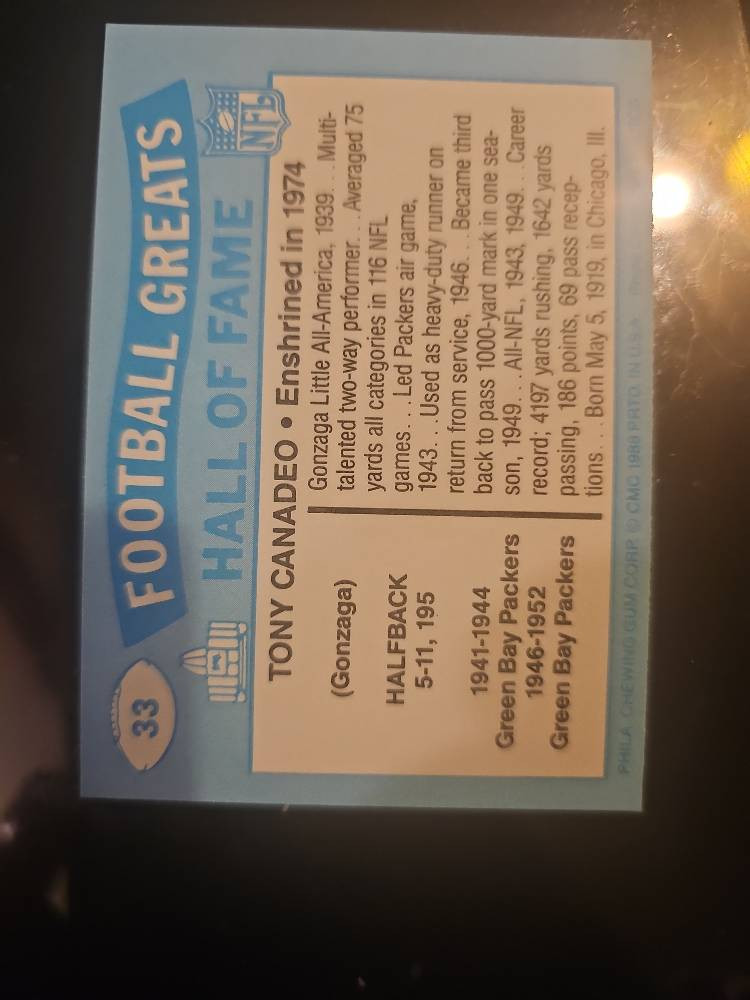 33
FOOTBALL GREATS
HALL OF FAME
NFL
TONY CANADEO • Enshrined in 1974
(Gonzaga)
HALFBACK
5-11, 195
1941-1944
Green Bay Packers
1946-1952
Green Bay Packers
Gonzaga Little All-America, 1939... Multi-
talented two-way performer... Averaged 75
yards all categories in 116 NFL
games... Led Packers air game,
1943... Used as heavy-duty runner on
return from service, 1946... Became third
back to pass 1000-yard mark in one sea-
son, 1949... All-NFL, 1943, 1949... Career
record; 4197 yards rushing, 1642 yards
passing, 186 points, 69 pass recep-
tions... Born May 5, 1919, in Chicago, Ill.
PHILA. CHEWING GUM CORP. © CMC 1988 PRTD. IN U.S.A.